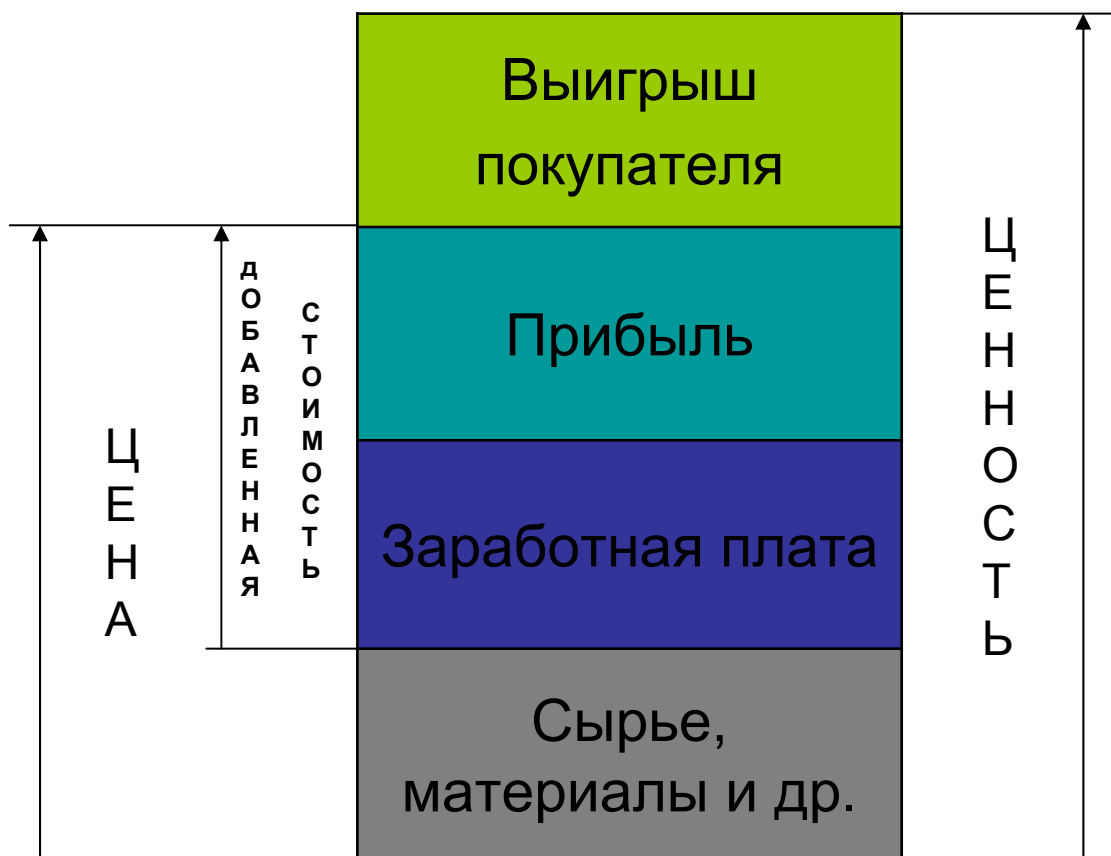 Выигрыш
покупателя
Прибыль
Заработная плата
Сырье,
материалы и др.
ЦЕНА
ДОБАВЛЕННАЯ
СТОИМОСТЬ
ЦЕННОСТЬ